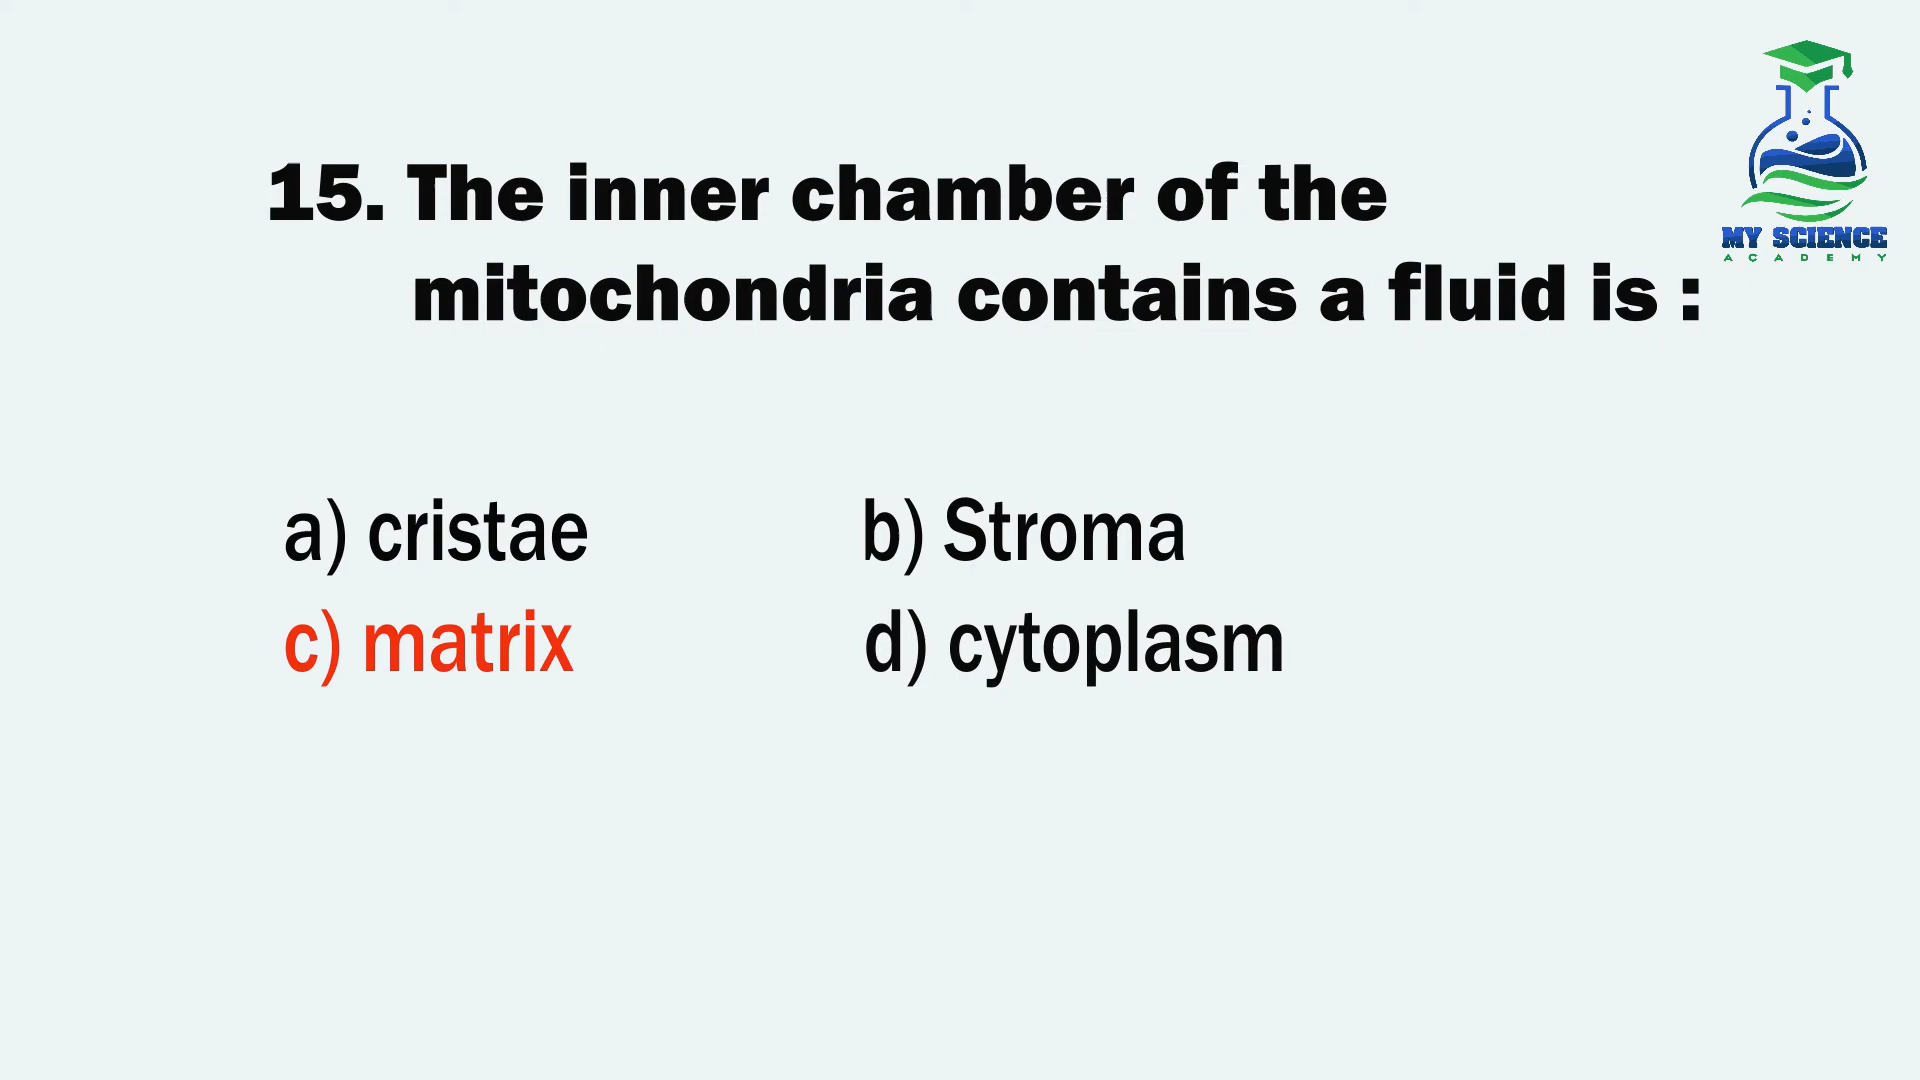 15. The inner chamber of the
mitochondria contains a fluid is :
MY SCIENCE
ACADEMY
a) cristae b) Stroma
c) matrix d) cytoplasm